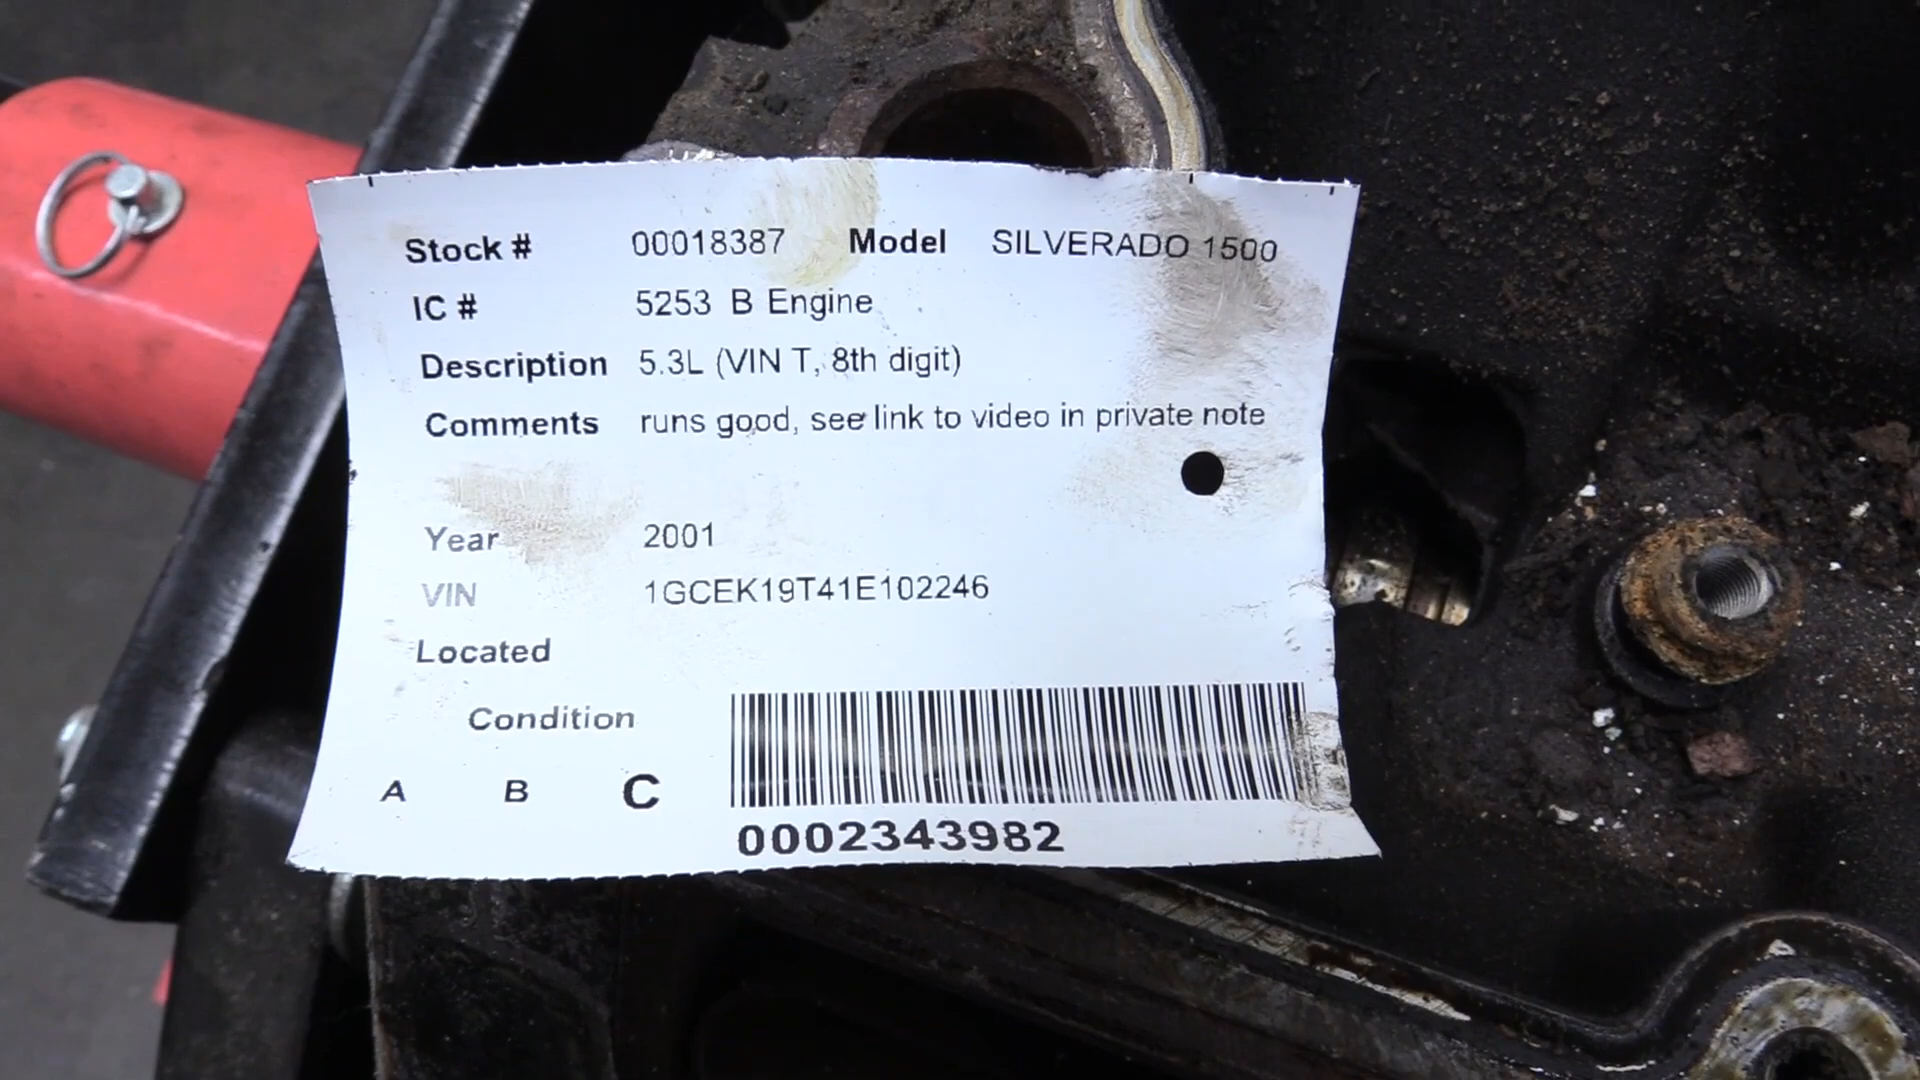 Stock # 00018387 Model SILVERADO 1500
IC # 5253 B Engine
Description 5.3L (VIN T, 8th digit)
Comments runs good, see link to video in private note
Year 2001
VIN 1GCEK19T41E102246
Located
Condition
A B C
0002343982